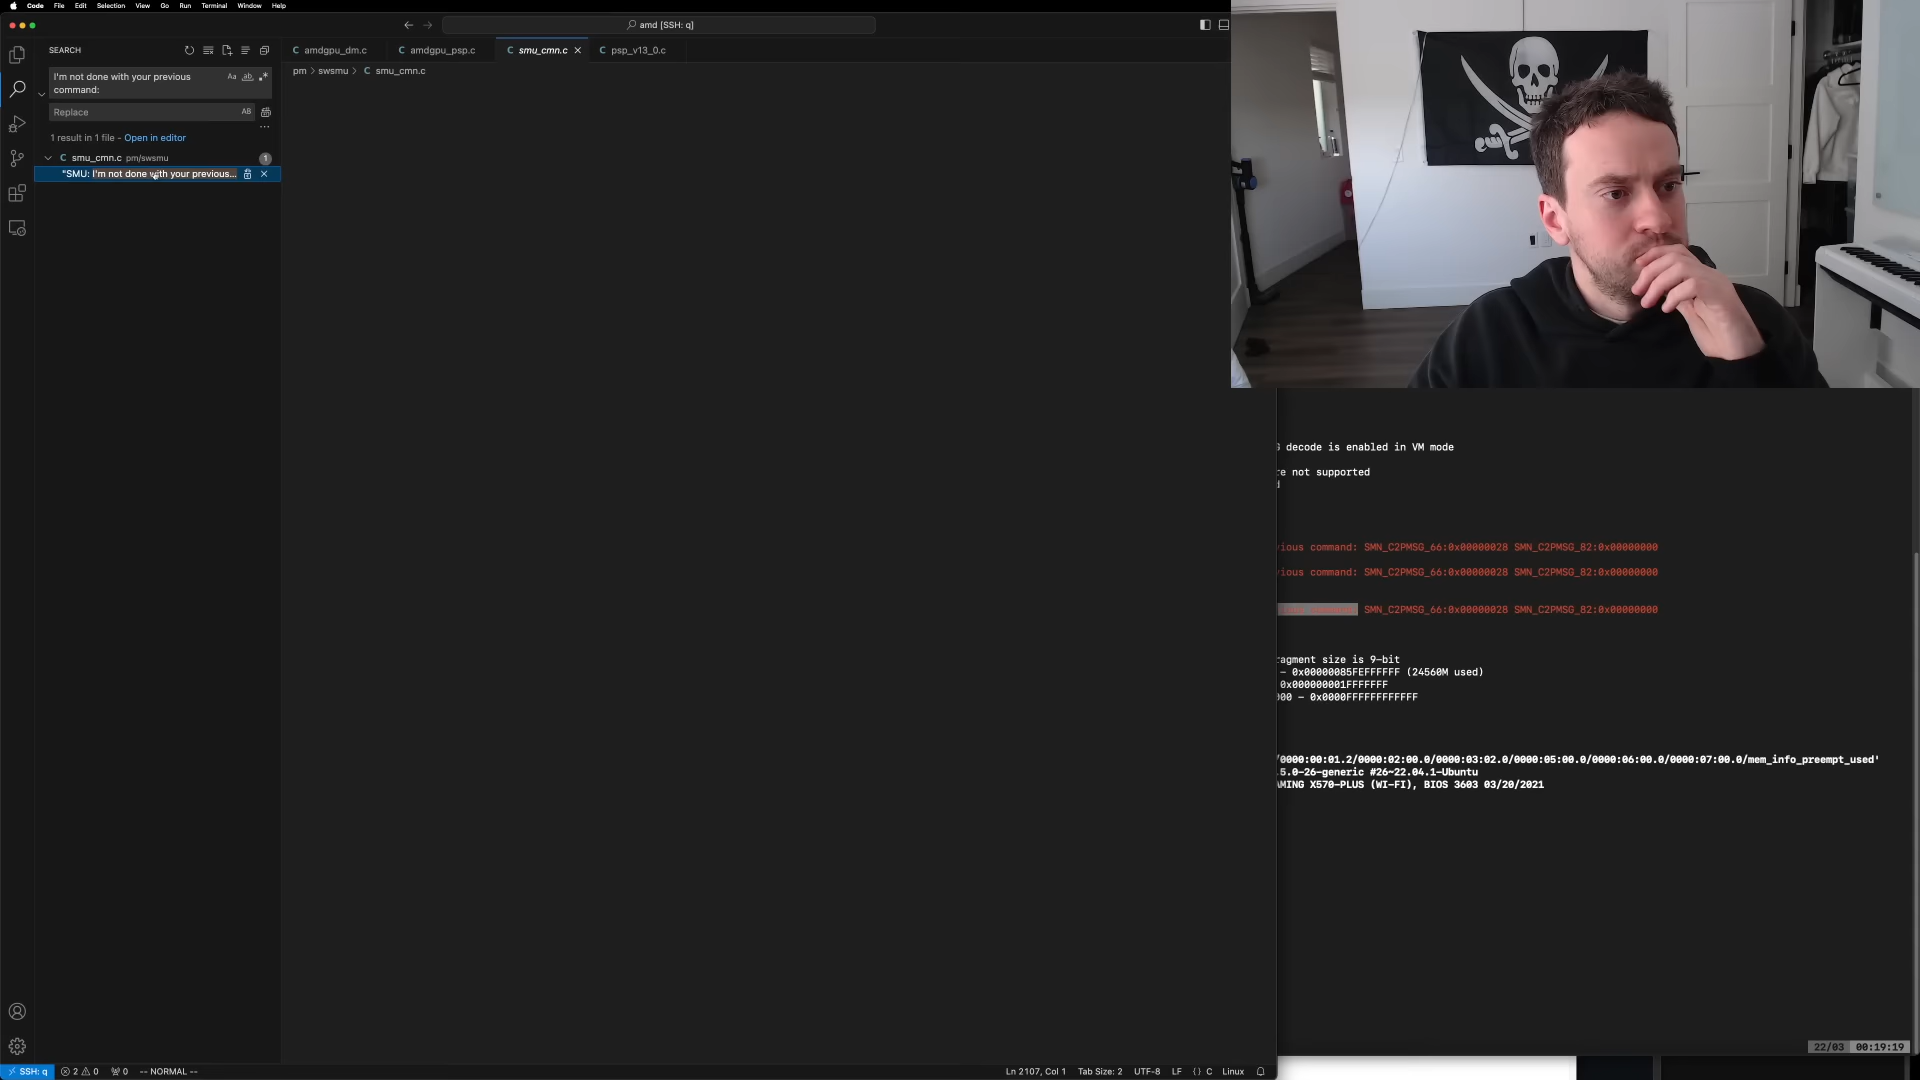 Code File Edit Selection View Go Run Terminal Window Help
amd [SSH: q]
SEARCH
amdgpu_dm.c
amdgpu_psp.c
smu_cmn.c
psp_v13_0.c
pm > swsmu > C smu_cmn.c
I'm not done with your previous
command:
Aa ab
Replace
AB
1 result in 1 file - Open in editor
smu_cmn.c pm/swsmu
1
"SMU: I'm not done with your previous...
decode is enabled in VM mode
re not supported
vious command: SMN_C2PMSG_66:0x00000028 SMN_C2PMSG_82:0x00000000
vious command: SMN_C2PMSG_66:0x00000028 SMN_C2PMSG_82:0x00000000
SMN_C2PMSG_66:0x00000028 SMN_C2PMSG_82:0x00000000
ragment size is 9-bit
- 0x00000085FEFFFFFF (24560M used)
0x000000001FFFFFFF
000 - 0x0000FFFFFFFFFFFF
/0000:00:01.2/0000:02:00.0/0000:03:02.0/0000:05:00.0/0000:06:00.0/0000:07:00.0/mem_info_preempt_used'
.5.0-26-generic #26~22.04.1-Ubuntu
AMING X570-PLUS (WI-FI), BIOS 3603 03/20/2021
22/03 00:19:19
SSH: q
2 0
0
-- NORMAL --
Ln 2107, Col 1
Tab Size: 2
UTF-8
LF
{} C
Linux